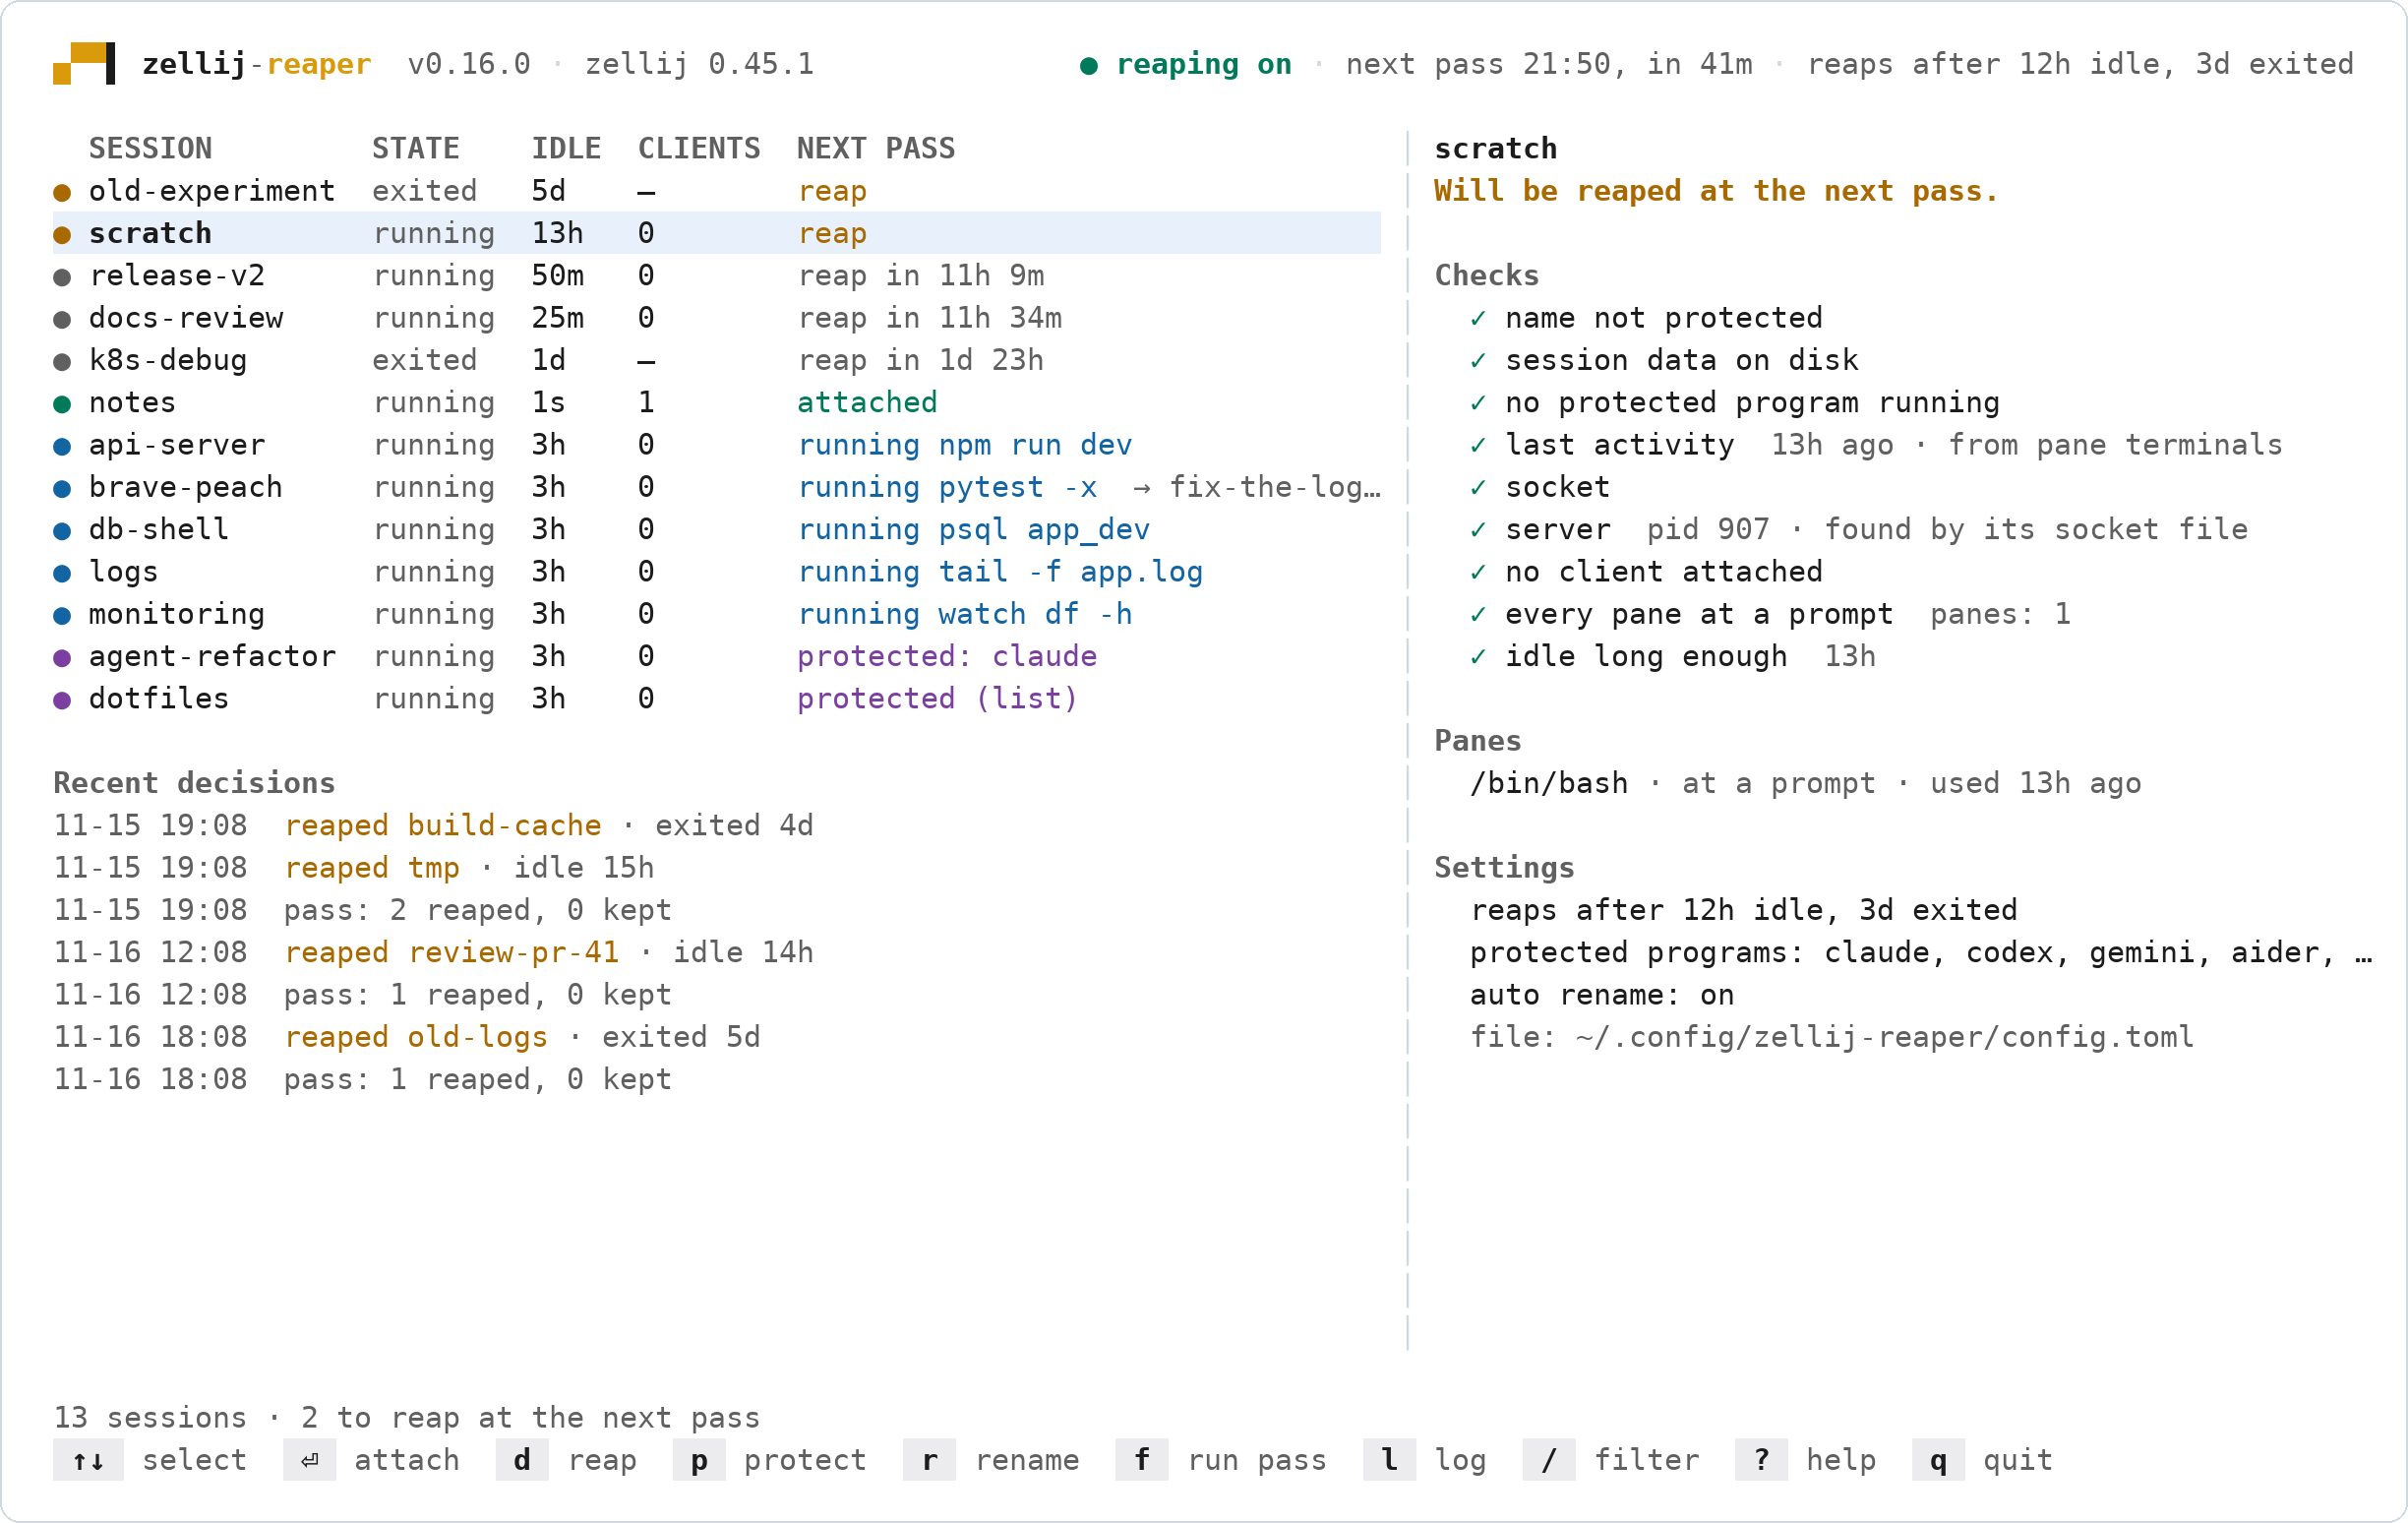 zellij-reaper  v0.16.0 · zellij 0.45.1
● reaping on · next pass 21:50, in 41m · reaps after 12h idle, 3d exited
SESSION  STATE  IDLE  CLIENTS  NEXT PASS
● old-experiment  exited  5d  –  reap
● scratch  running  13h  0  reap
● release-v2  running  50m  0  reap in 11h 9m
● docs-review  running  25m  0  reap in 11h 34m
● k8s-debug  exited  1d  –  reap in 1d 23h
● notes  running  1s  1  attached
● api-server  running  3h  0  running npm run dev
● brave-peach  running  3h  0  running pytest -x  → fix-the-log…
● db-shell  running  3h  0  running psql app_dev
● logs  running  3h  0  running tail -f app.log
● monitoring  running  3h  0  running watch df -h
● agent-refactor  running  3h  0  protected: claude
● dotfiles  running  3h  0  protected (list)
Recent decisions
11-15 19:08  reaped build-cache · exited 4d
11-15 19:08  reaped tmp · idle 15h
11-15 19:08  pass: 2 reaped, 0 kept
11-16 12:08  reaped review-pr-41 · idle 14h
11-16 12:08  pass: 1 reaped, 0 kept
11-16 18:08  reaped old-logs · exited 5d
11-16 18:08  pass: 1 reaped, 0 kept
scratch
Will be reaped at the next pass.
Checks
✓ name not protected
✓ session data on disk
✓ no protected program running
✓ last activity  13h ago · from pane terminals
✓ socket
✓ server  pid 907 · found by its socket file
✓ no client attached
✓ every pane at a prompt  panes: 1
✓ idle long enough  13h
Panes
/bin/bash · at a prompt · used 13h ago
Settings
reaps after 12h idle, 3d exited
protected programs: claude, codex, gemini, aider, …
auto rename: on
file: ~/.config/zellij-reaper/config.toml
13 sessions · 2 to reap at the next pass
↑↓ select  ⏎ attach  d reap  p protect  r rename  f run pass  l log  / filter  ? help  q quit